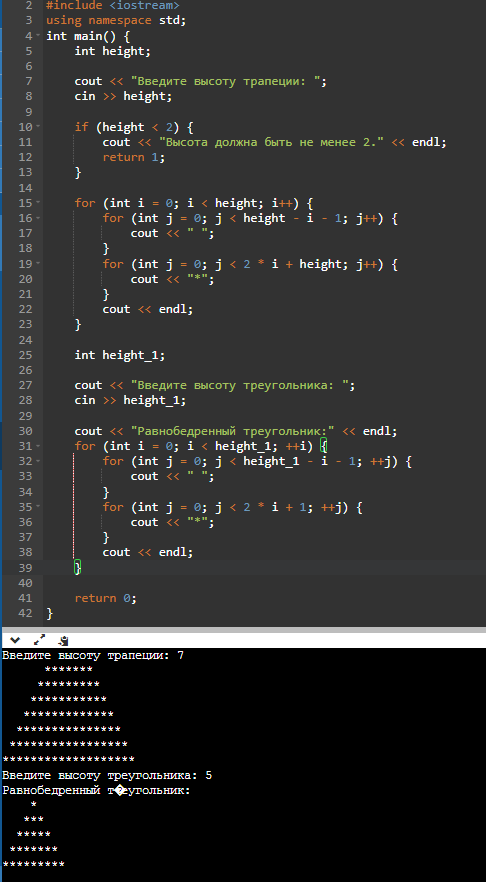 2 #include <iostream>
3 using namespace std;
4 int main() {
5     int height;
6
7     cout << "Введите высоту трапеции: ";
8     cin >> height;
9
10     if (height < 2) {
11         cout << "Высота должна быть не менее 2." << endl;
12         return 1;
13     }
14
15     for (int i = 0; i < height; i++) {
16         for (int j = 0; j < height - i - 1; j++) {
17             cout << " ";
18         }
19         for (int j = 0; j < 2 * i + height; j++) {
20             cout << "*";
21         }
22         cout << endl;
23     }
24
25     int height_1;
26
27     cout << "Введите высоту треугольника: ";
28     cin >> height_1;
29
30     cout << "Равнобедренный треугольник:" << endl;
31     for (int i = 0; i < height_1; ++i) {
32         for (int j = 0; j < height_1 - i - 1; ++j) {
33             cout << " ";
34         }
35         for (int j = 0; j < 2 * i + 1; ++j) {
36             cout << "*";
37         }
38         cout << endl;
39     }
40
41     return 0;
42 }
Введите высоту трапеции: 7
      *******
     *********
    ***********
   *************
  ***************
 *****************
*******************
Введите высоту треугольника: 5
Равнобедренный т�еугольник:
    *
   ***
  *****
 *******
*********